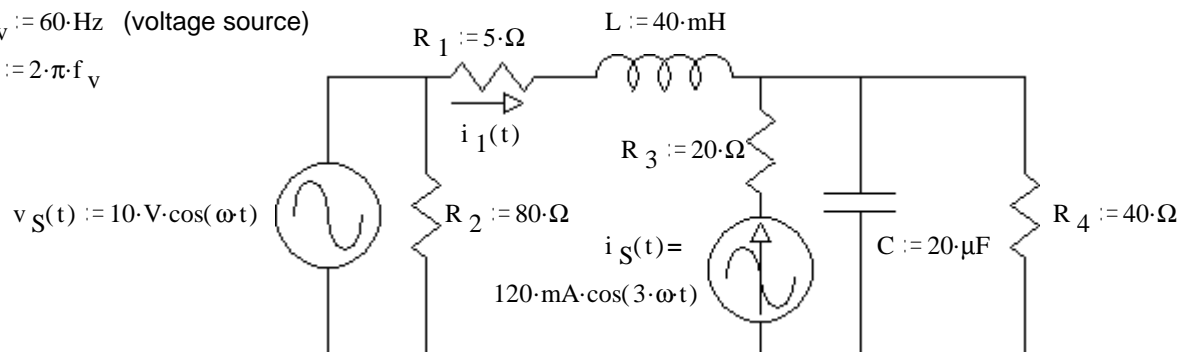 v := 60·Hz (voltage source)
:= 2·π·f v
R 1 := 5·Ω
L := 40·mH
i 1(t)
R 3 := 20·Ω
v S(t) := 10·V·cos(ω·t)
R 2 := 80·Ω
i S(t) =
120·mA·cos(3·ω·t)
C := 20·μF
R 4 := 40·Ω